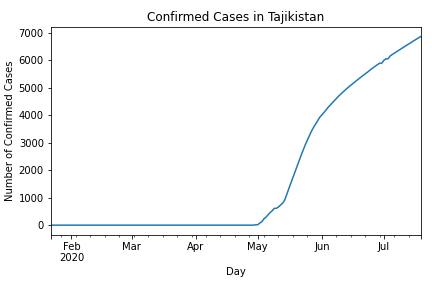 Confirmed Cases in Tajikistan
Number of Confirmed Cases
7000
6000
5000
4000
3000
2000
1000
0
Feb Mar Apr May Jun Jul
2020
Day